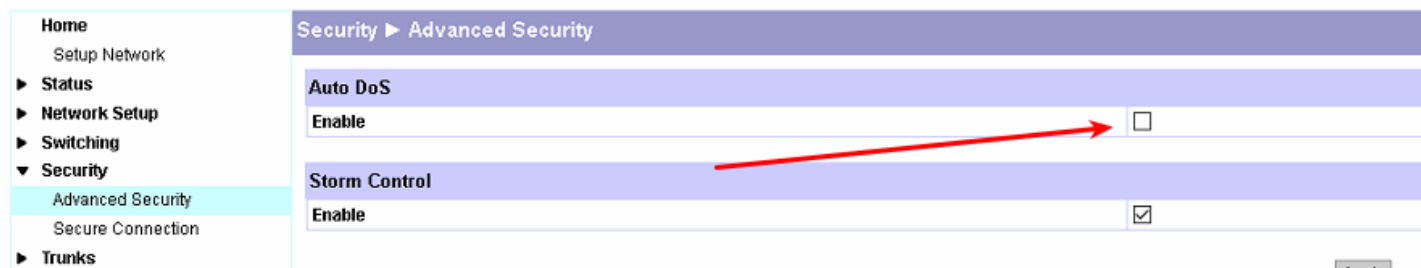 Home
Setup Network
Status
Network Setup
Switching
Security
Advanced Security
Secure Connection
Trunks
Security ► Advanced Security
Auto DoS
Enable
Storm Control
Enable